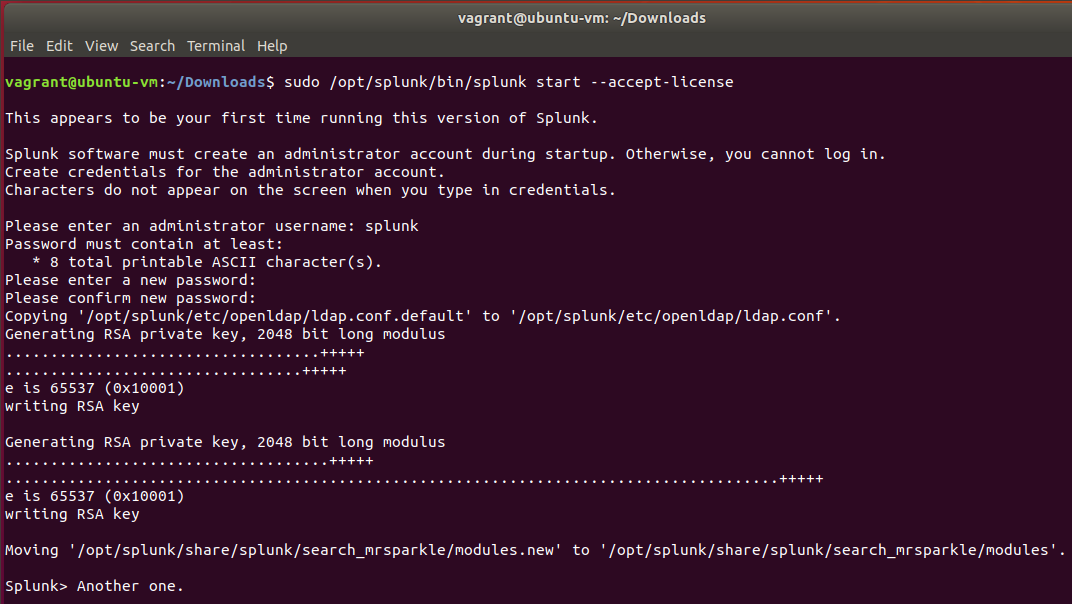 vagrant@ubuntu-vm: ~/Downloads
File Edit View Search Terminal Help
vagrant@ubuntu-vm:~/Downloads$ sudo /opt/splunk/bin/splunk start --accept-license
This appears to be your first time running this version of Splunk.
Splunk software must create an administrator account during startup. Otherwise, you cannot log in.
Create credentials for the administrator account.
Characters do not appear on the screen when you type in credentials.
Please enter an administrator username: splunk
Password must contain at least:
   * 8 total printable ASCII character(s).
Please enter a new password:
Please confirm new password:
Copying '/opt/splunk/etc/openldap/ldap.conf.default' to '/opt/splunk/etc/openldap/ldap.conf'.
Generating RSA private key, 2048 bit long modulus
...................................+++++
.................................+++++
e is 65537 (0x10001)
writing RSA key
Generating RSA private key, 2048 bit long modulus
....................................+++++
......................................................................................+++++
e is 65537 (0x10001)
writing RSA key
Moving '/opt/splunk/share/splunk/search_mrsparkle/modules.new' to '/opt/splunk/share/splunk/search_mrsparkle/modules'.
Splunk> Another one.